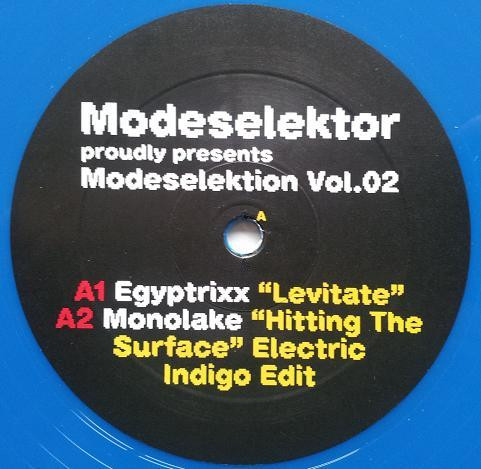 Modeselektor
proudly presents
Modeselektion Vol.02
A
A1 Egyptrixx “Levitate”
A2 Monolake “Hitting The
Surface” Electric
Indigo Edit